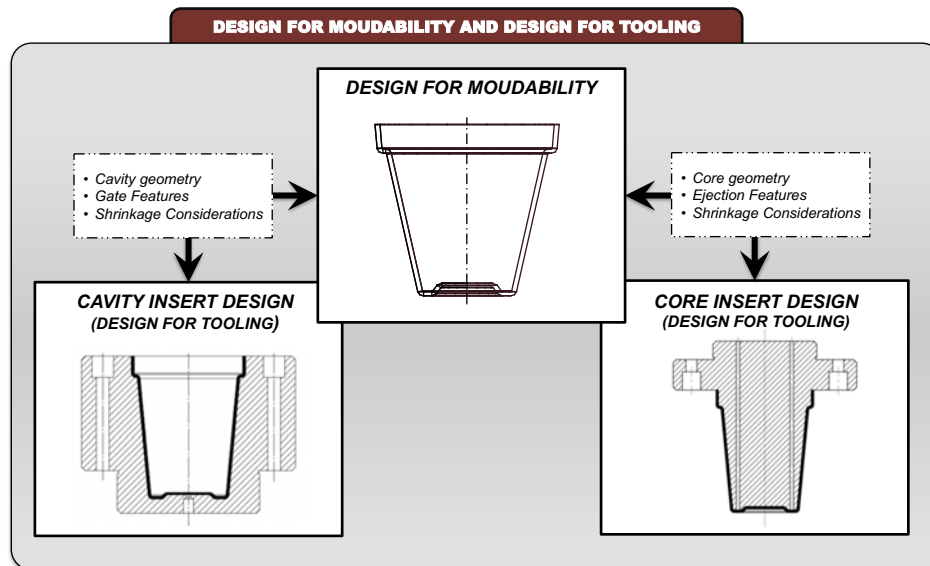 DESIGN FOR MOUDABILITY AND DESIGN FOR TOOLING
DESIGN FOR MOUDABILITY
• Cavity geometry
• Gate Features
• Shrinkage Considerations
• Core geometry
• Ejection Features
• Shrinkage Considerations
CAVITY INSERT DESIGN
(DESIGN FOR TOOLING)
CORE INSERT DESIGN
(DESIGN FOR TOOLING)